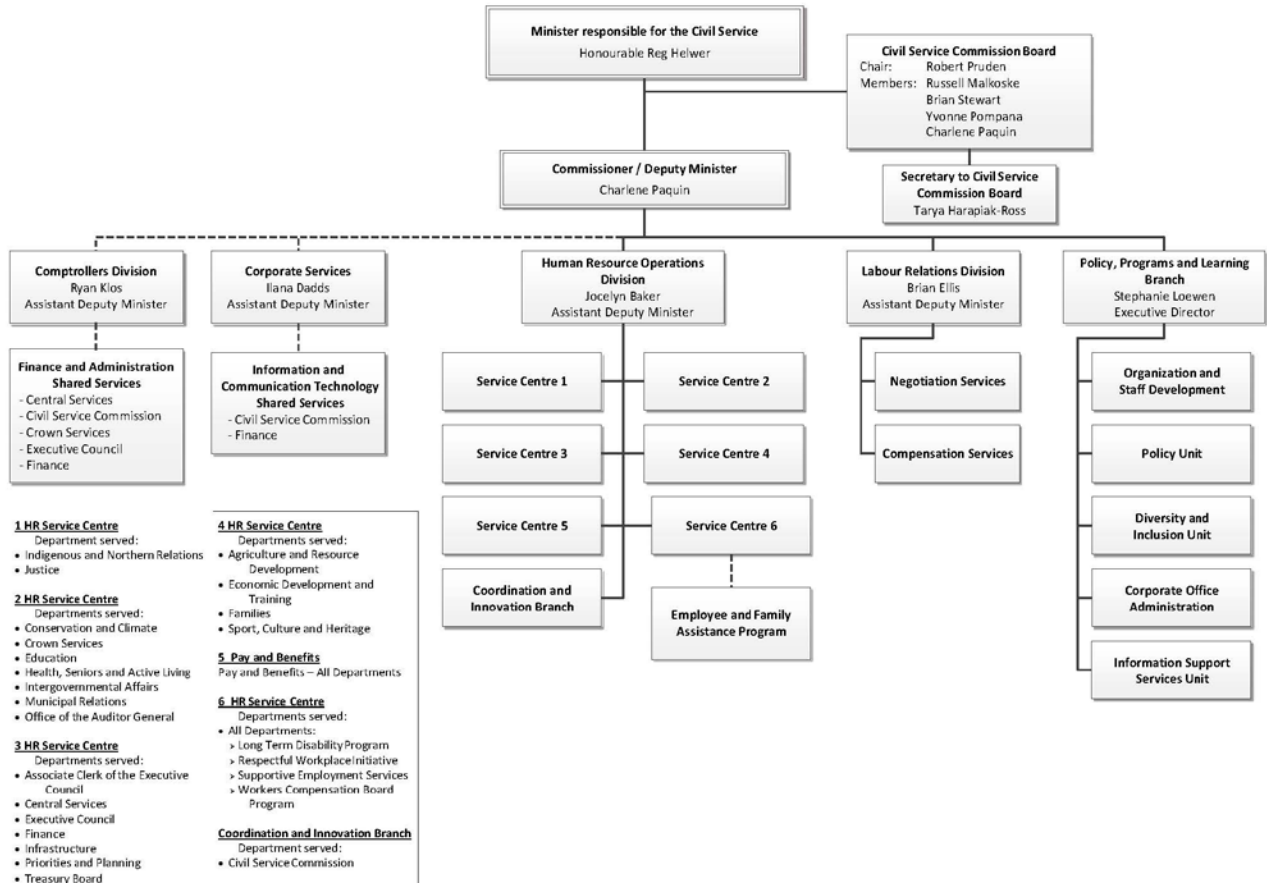 Minister responsible for the Civil Service
Honourable Reg Helwer
Civil Service Commission Board
Chair: Robert Pruden
Members: Russell Malkoske
Brian Stewart
Yvonne Pompana
Charlene Paquin
Commissioner / Deputy Minister
Charlene Paquin
Secretary to Civil Service
Commission Board
Tarya Harapiak-Ross
Comptrollers Division
Ryan Klos
Assistant Deputy Minister
Corporate Services
Ilana Dadds
Assistant Deputy Minister
Human Resource Operations
Division
Jocelyn Baker
Assistant Deputy Minister
Labour Relations Division
Brian Ellis
Assistant Deputy Minister
Policy, Programs and Learning
Branch
Stephanie Loewen
Executive Director
Finance and Administration
Shared Services
- Central Services
- Civil Service Commission
- Crown Services
- Executive Council
- Finance
Information and
Communication Technology
Shared Services
- Civil Service Commission
- Finance
Service Centre 1
Service Centre 2
Service Centre 3
Service Centre 4
Service Centre 5
Service Centre 6
Coordination and
Innovation Branch
Employee and Family
Assistance Program
Negotiation Services
Compensation Services
Organization and
Staff Development
Policy Unit
Diversity and
Inclusion Unit
Corporate Office
Administration
Information Support
Services Unit
1 HR Service Centre
Department served:
• Indigenous and Northern Relations
• Justice
2 HR Service Centre
Departments served:
• Conservation and Climate
• Crown Services
• Education
• Health, Seniors and Active Living
• Intergovernmental Affairs
• Municipal Relations
• Office of the Auditor General
3 HR Service Centre
Departments served:
• Associate Clerk of the Executive
Council
• Central Services
• Executive Council
• Finance
• Infrastructure
• Priorities and Planning
• Treasury Board
4 HR Service Centre
Departments served:
• Agriculture and Resource
Development
• Economic Development and
Training
• Families
• Sport, Culture and Heritage
5 Pay and Benefits
Pay and Benefits – All Departments
6 HR Service Centre
Departments served:
• All Departments:
➢ Long Term Disability Program
➢ Respectful Workplace Initiative
➢ Supportive Employment Services
➢ Workers Compensation Board
Program
Coordination and Innovation Branch
Department served:
• Civil Service Commission